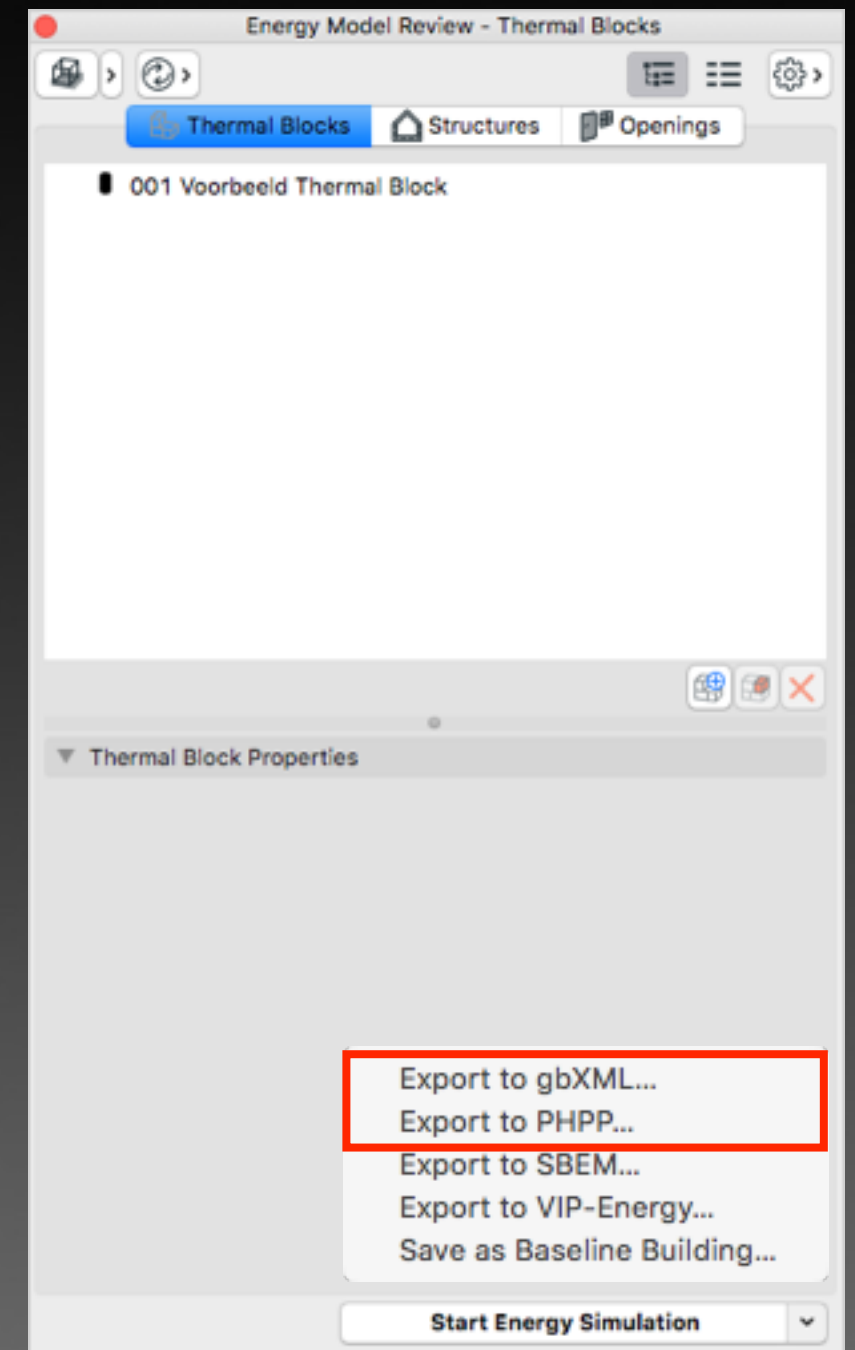 Energy Model Review - Thermal Blocks
Thermal Blocks Structures Openings
001 Voorbeeld Thermal Block
Thermal Block Properties
Export to gbXML...
Export to PHPP...
Export to SBEM...
Export to VIP-Energy...
Save as Baseline Building...
Start Energy Simulation